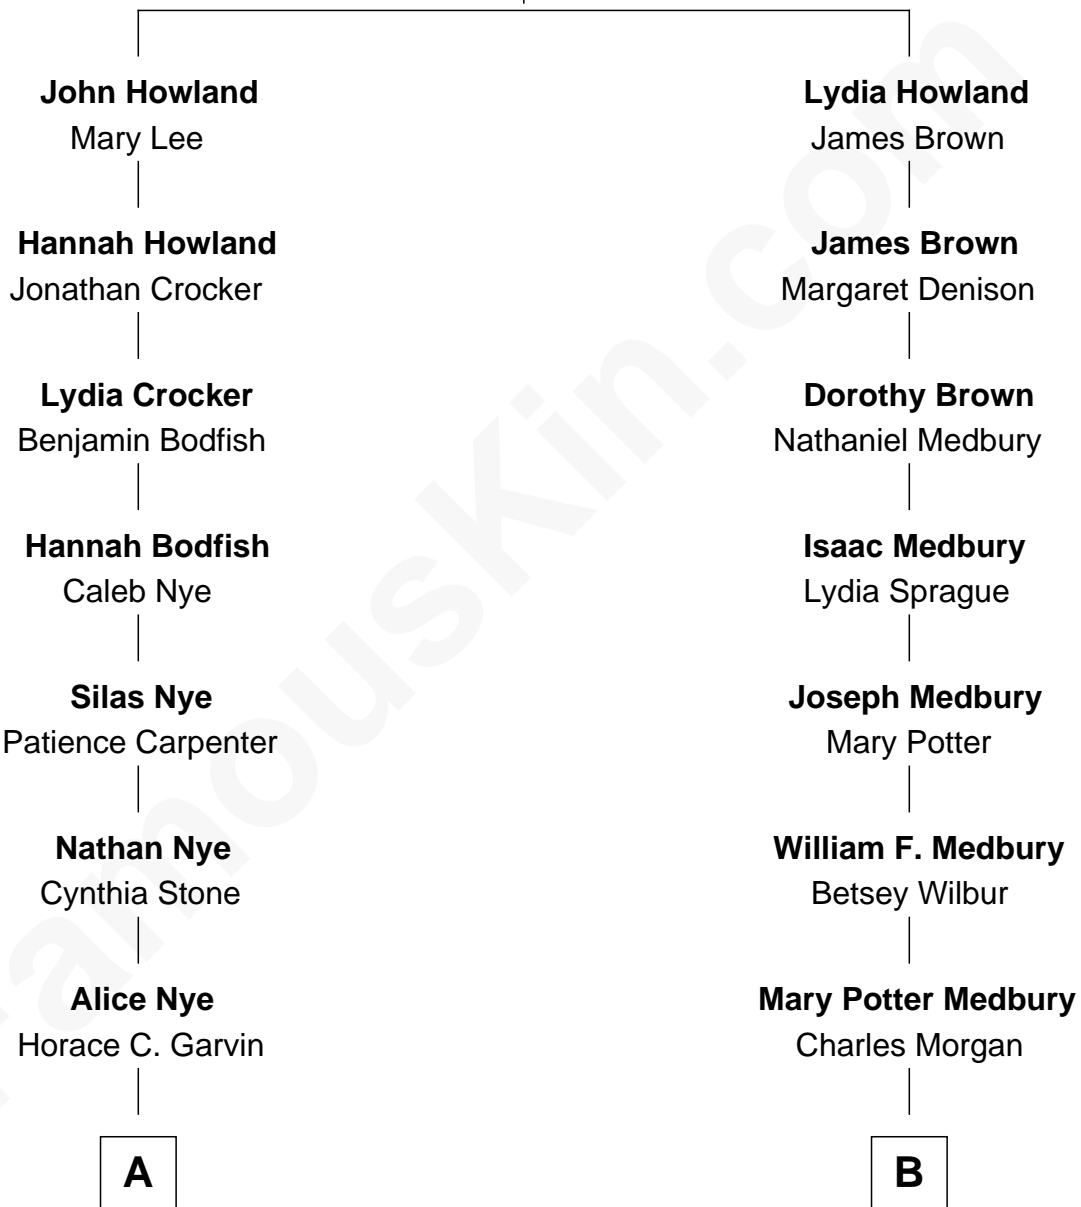 John Howland
Mary Lee
Hannah Howland
Jonathan Crocker
Lydia Crocker
Benjamin Bodfish
Hannah Bodfish
Caleb Nye
Silas Nye
Patience Carpenter
Nathan Nye
Cynthia Stone
Alice Nye
Horace C. Garvin
A
Lydia Howland
James Brown
James Brown
Margaret Denison
Dorothy Brown
Nathaniel Medbury
Isaac Medbury
Lydia Sprague
Joseph Medbury
Mary Potter
William F. Medbury
Betsey Wilbur
Mary Potter Medbury
Charles Morgan
B
FamousKin.com